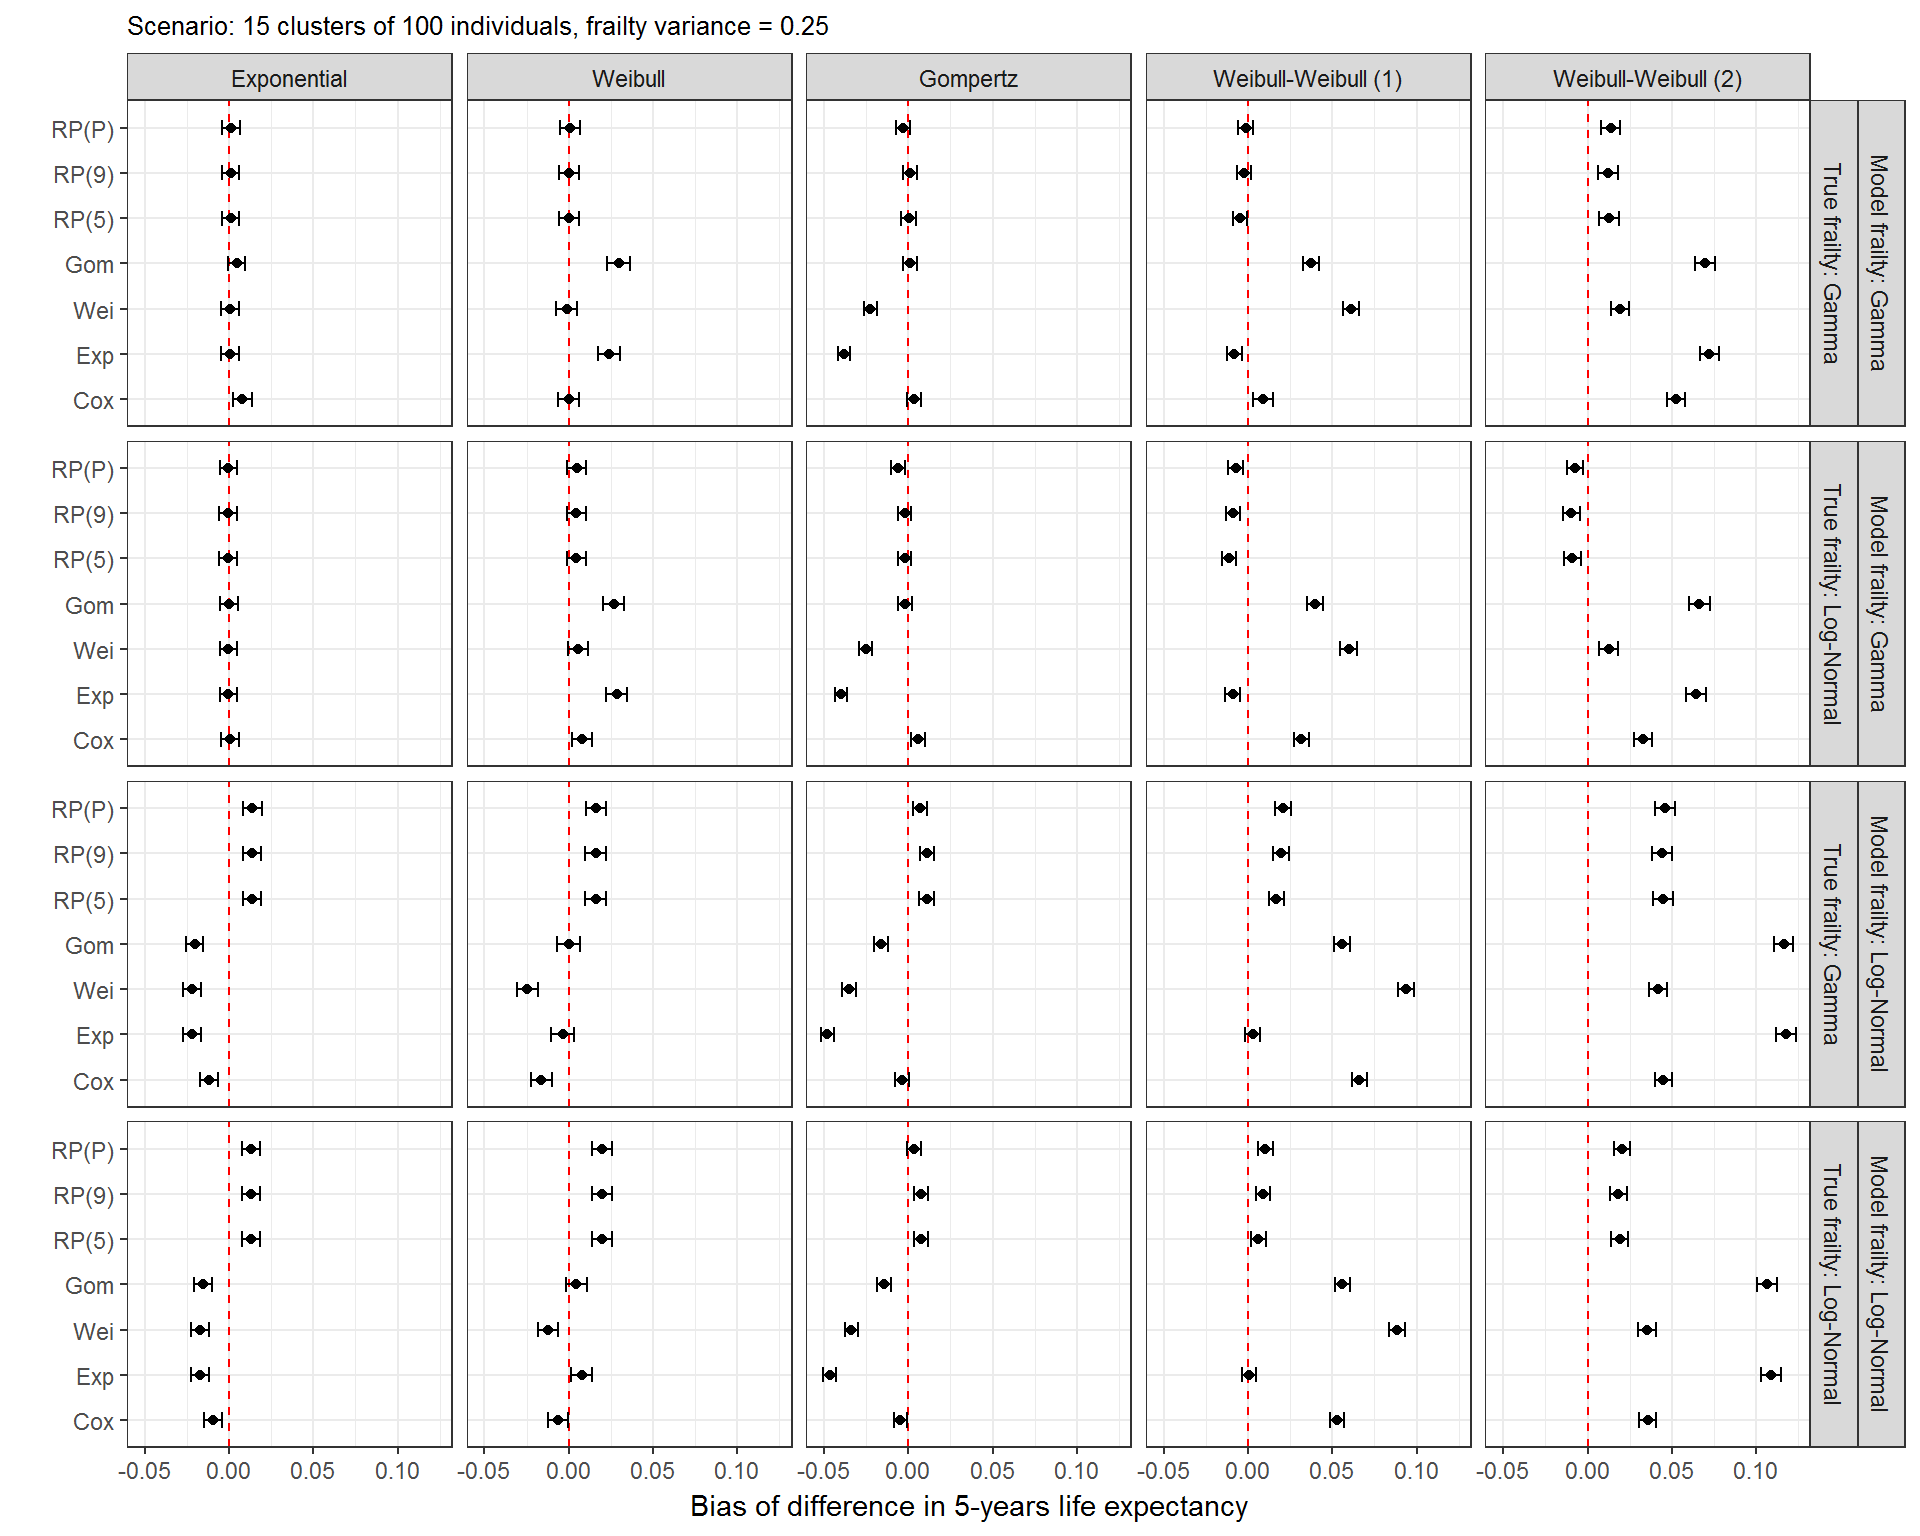 Scenario: 15 clusters of 100 individuals, frailty variance = 0.25
Exponential Weibull Gompertz Weibull-Weibull (1) Weibull-Weibull (2)
RP(P)
RP(9)
RP(5)
Gom
Wei
Exp
Cox
True frailty: Gamma
Model frailty: Gamma
RP(P)
RP(9)
RP(5)
Gom
Wei
Exp
Cox
True frailty: Log-Normal
Model frailty: Gamma
RP(P)
RP(9)
RP(5)
Gom
Wei
Exp
Cox
True frailty: Gamma
Model frailty: Log-Normal
RP(P)
RP(9)
RP(5)
Gom
Wei
Exp
Cox
True frailty: Log-Normal
Model frailty: Log-Normal
-0.05 0.00 0.05 0.10 -0.05 0.00 0.05 0.10 -0.05 0.00 0.05 0.10 -0.05 0.00 0.05 0.10 -0.05 0.00 0.05 0.10
Bias of difference in 5-years life expectancy